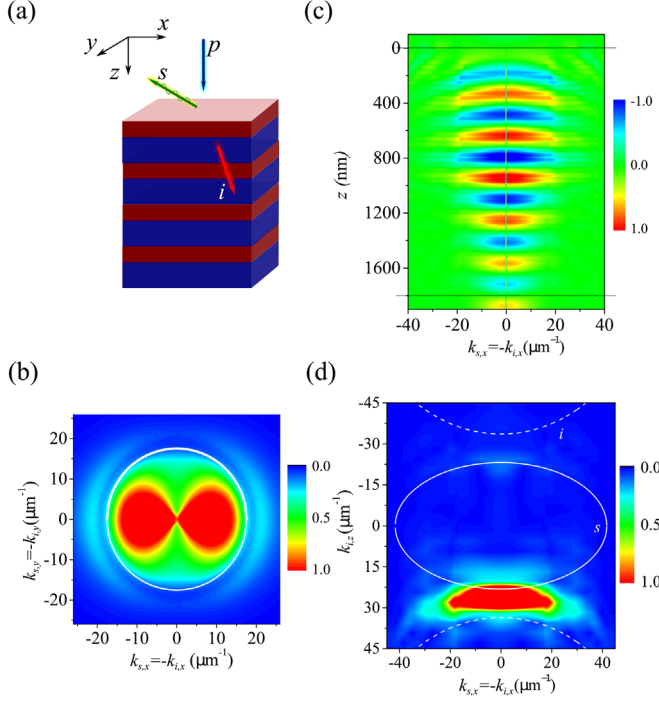 (a)
x
y
z
p
s
i
(c)
0
400
800
1200
1600
z (nm)
-40 -20 0 20 40
k_{s,x}=-k_{i,x}(μm⁻¹)
-1.0
0.0
1.0
(b)
20
10
0
-10
-20
k_{s,y}=-k_{i,y}(μm⁻¹)
-20 -10 0 10 20
k_{s,x}=-k_{i,x} (μm⁻¹)
0.0
0.5
1.0
(d)
-45
-30
-15
0
15
30
45
k_{i,z}(μm⁻¹)
i
s
-40 -20 0 20 40
k_{s,x}=-k_{i,x}(μm⁻¹)
0.0
0.5
1.0